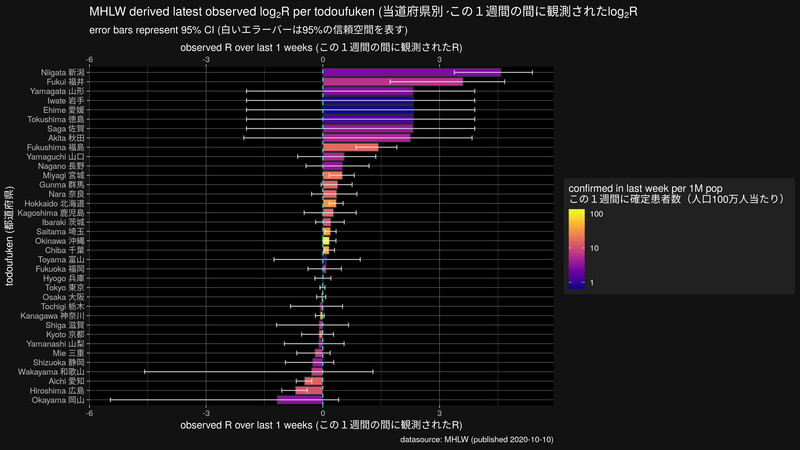 MHLW derived latest observed log2R per todoufuken (当道府県別 -この１週間の間に観測されたlog2R
error bars represent 95% CI (白いエラーバーは95%の信頼空間を表す)
observed R over last 1 weeks (この１週間の間に観測されたR)
-6 -3 0 3
Niigata 新潟
Fukui 福井
Yamagata 山形
Iwate 岩手
Ehime 愛媛
Tokushima 徳島
Saga 佐賀
Akita 秋田
Fukushima 福島
Yamaguchi 山口
Nagano 長野
Miyagi 宮城
Gunma 群馬
Nara 奈良
Hokkaido 北海道
Kagoshima 鹿児島
Ibaraki 茨城
Saitama 埼玉
Okinawa 沖縄
Chiba 千葉
Toyama 富山
Fukuoka 福岡
Hyogo 兵庫
Tokyo 東京
Osaka 大阪
Tochigi 栃木
Kanagawa 神奈川
Shiga 滋賀
Kyoto 京都
Yamanashi 山梨
Mie 三重
Shizuoka 静岡
Wakayama 和歌山
Aichi 愛知
Hiroshima 広島
Okayama 岡山
todoufuken (都道府県)
-6 -3 0 3
observed R over last 1 weeks (この１週間の間に観測されたR)
datasource: MHLW (published 2020-10-10)
confirmed in last week per 1M pop
この１週間に確定患者数（人口100万人当たり）
100
10
1